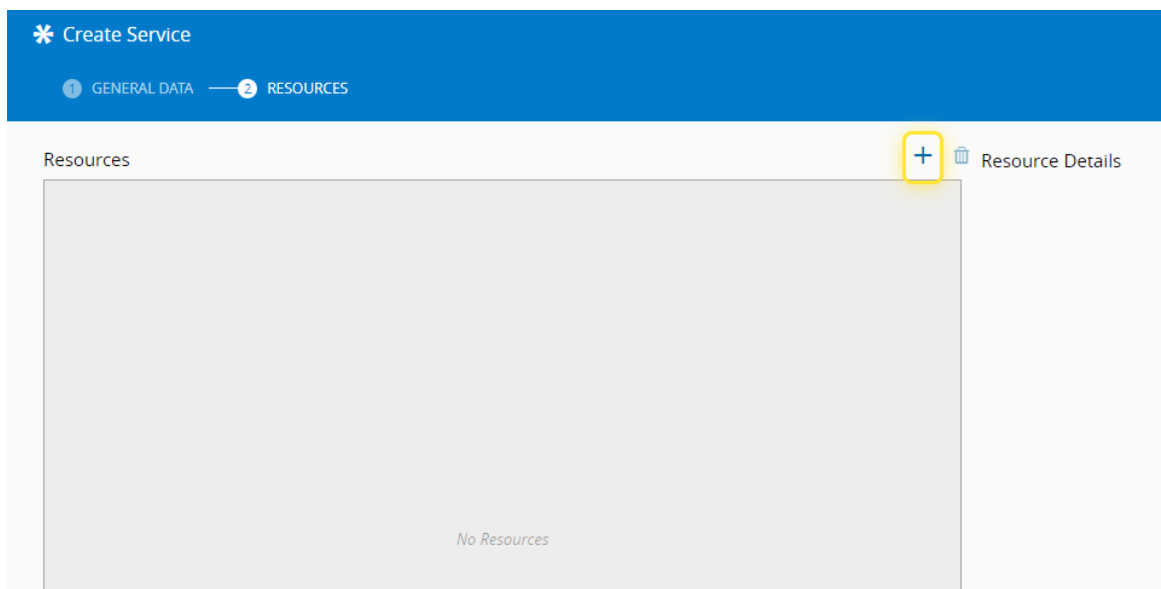 Create Service
1 GENERAL DATA 2 RESOURCES
Resources Resource Details
No Resources